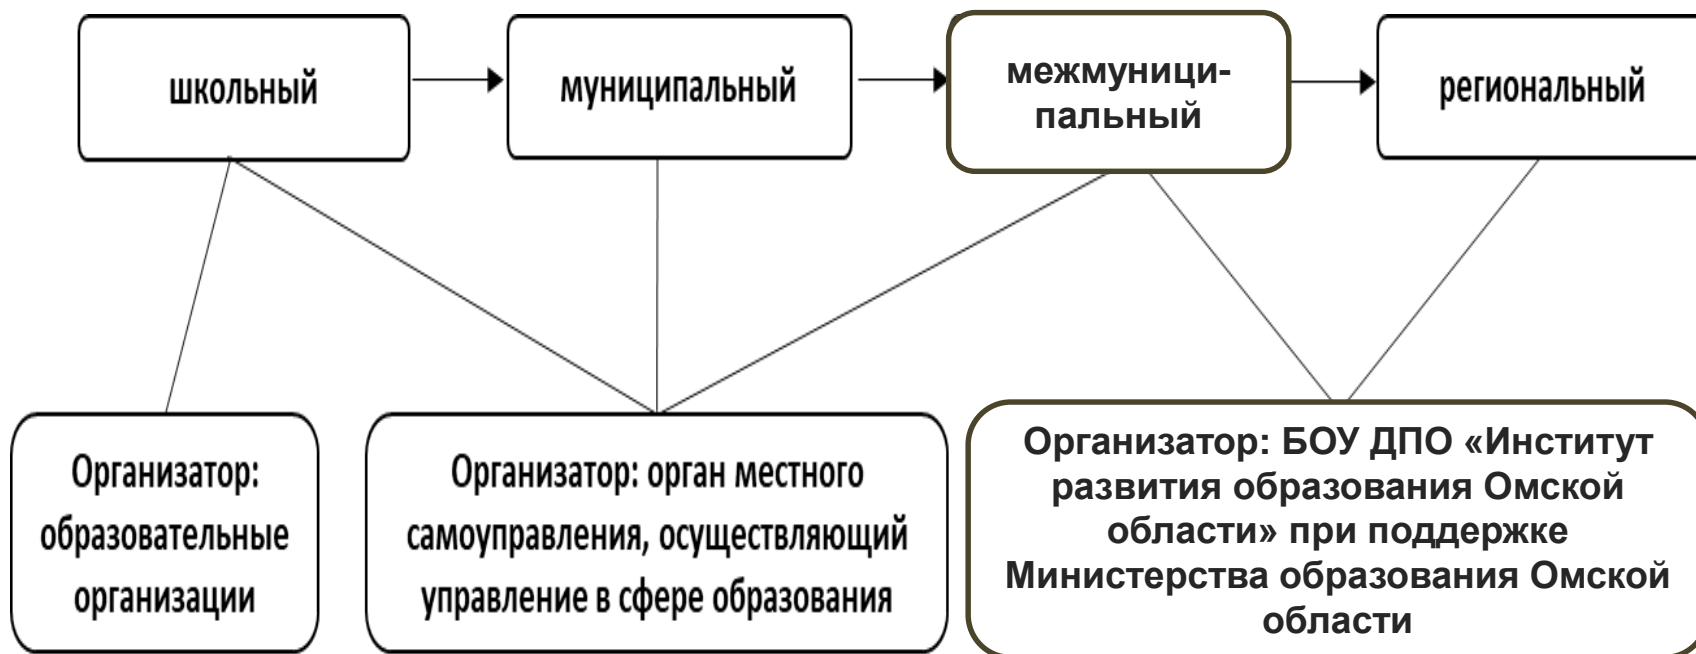 школьный
муниципальный
межмуници-
пальный
региональный
Организатор:
образовательные
организации
Организатор: орган местного
самоуправления, осуществляющий
управление в сфере образования
Организатор: БОУ ДПО «Институт
развития образования Омской
области» при поддержке
Министерства образования Омской
области